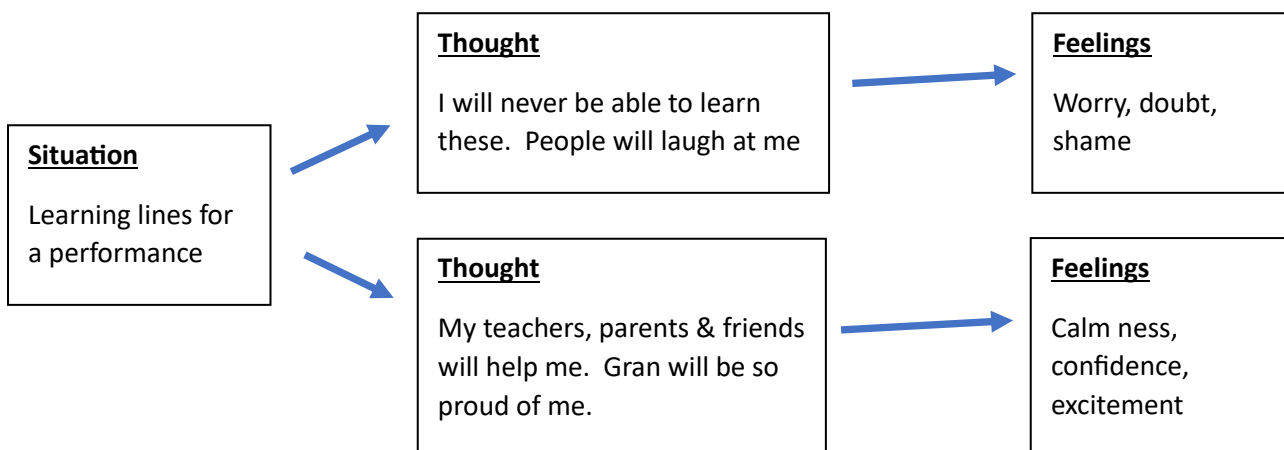 Situation
Learning lines for
a performance
Thought
I will never be able to learn
these.  People will laugh at me
Feelings
Worry, doubt,
shame
Thought
My teachers, parents & friends
will help me.  Gran will be so
proud of me.
Feelings
Calm ness,
confidence,
excitement